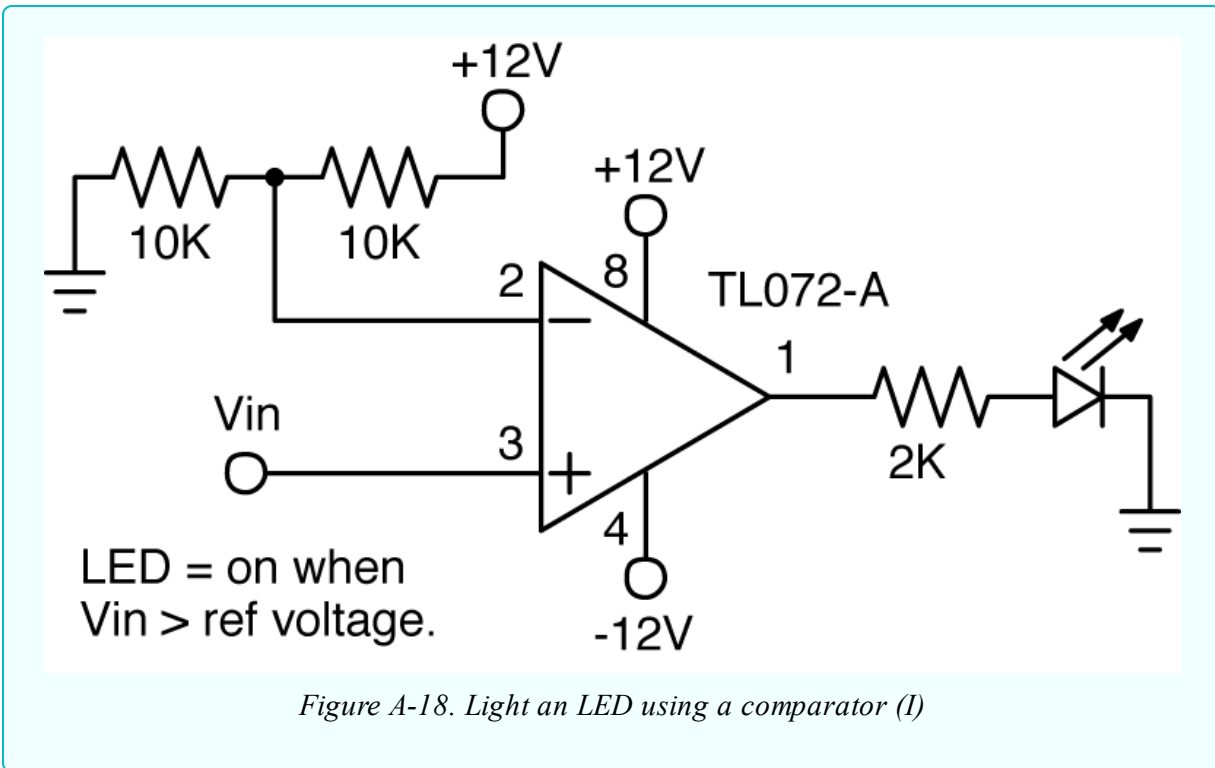 +12V
+12V
10K
10K
2
8
TL072-A
1
Vin
3
2K
4
LED = on when
Vin > ref voltage.
-12V
Figure A-18. Light an LED using a comparator (I)